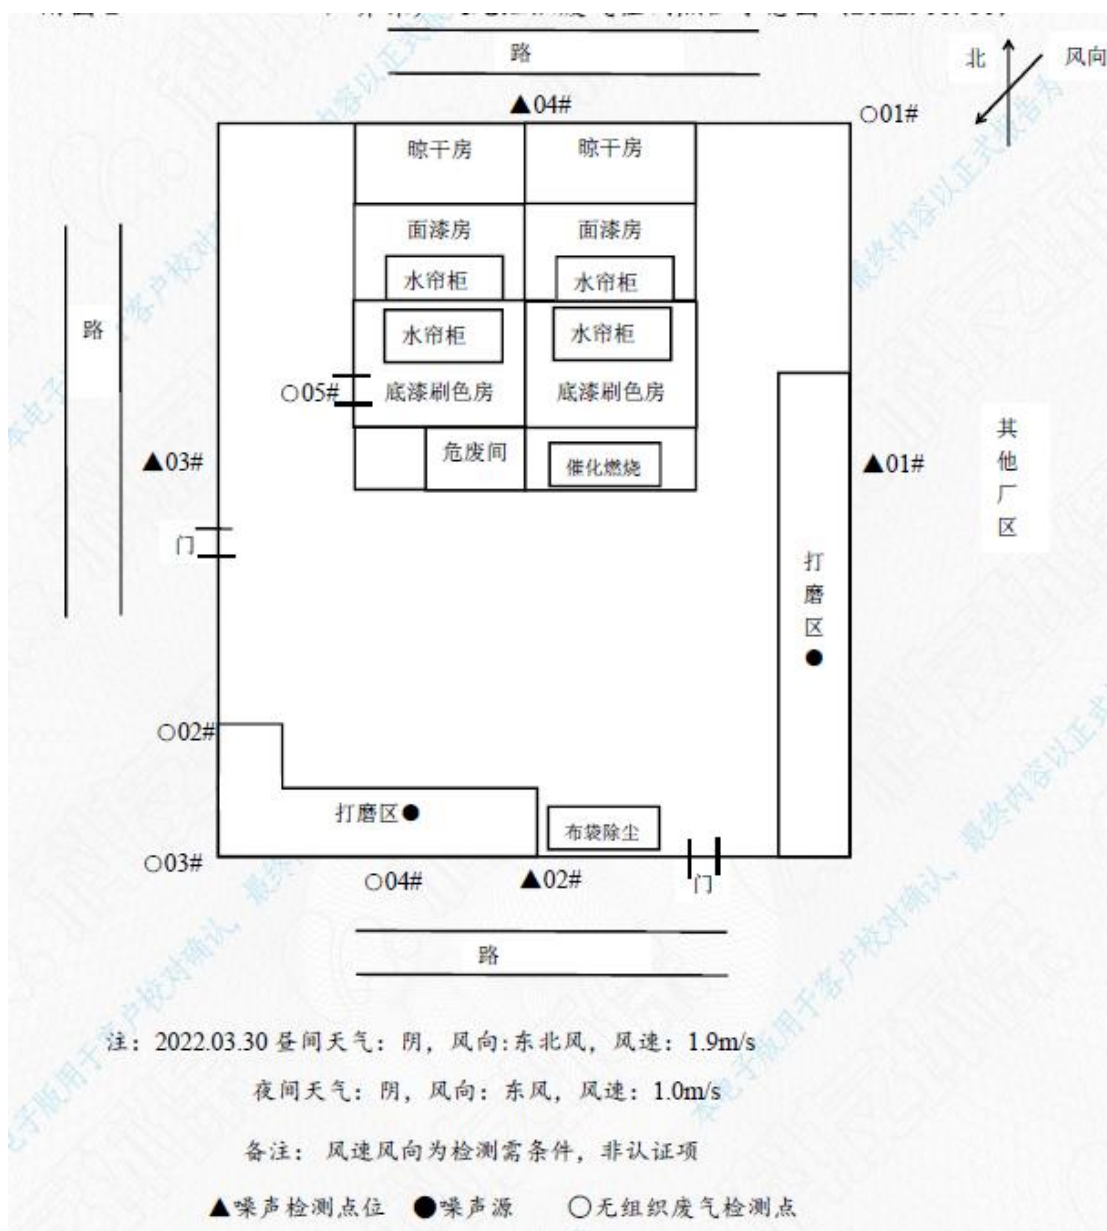 路
北
风向
▲04#
○01#
晾干房
晾干房
面漆房
面漆房
水帘柜
水帘柜
水帘柜
水帘柜
路
○05#
底漆刷色房
底漆刷色房
▲03#
危废间
催化燃烧
▲01#
其他厂区
门
打磨区●
○02#
打磨区●
布袋除尘
○03#
○04#
▲02#
门
路
注：2022.03.30 昼间天气：阴，风向:东北风，风速：1.9m/s
夜间天气：阴，风向：东风，风速：1.0m/s
备注： 风速风向为检测需条件，非认证项
▲噪声检测点位 ●噪声源 ○无组织废气检测点